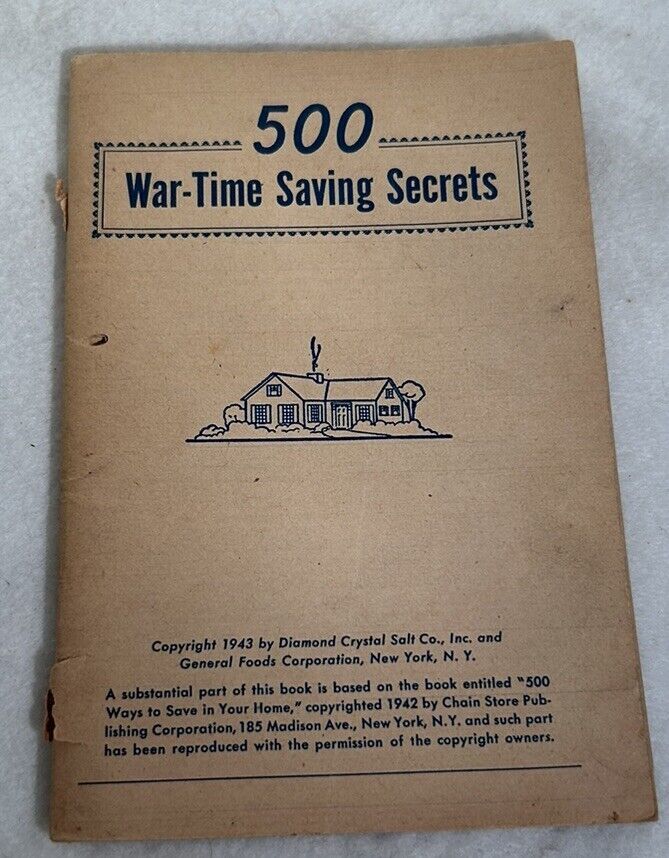 500
War-Time Saving Secrets
Copyright 1943 by Diamond Crystal Salt Co., Inc. and
General Foods Corporation, New York, N. Y.
A substantial part of this book is based on the book entitled "500
Ways to Save in Your Home," copyrighted 1942 by Chain Store Pub-
lishing Corporation, 185 Madison Ave., New York, N.Y. and such part
has been reproduced with the permission of the copyright owners.